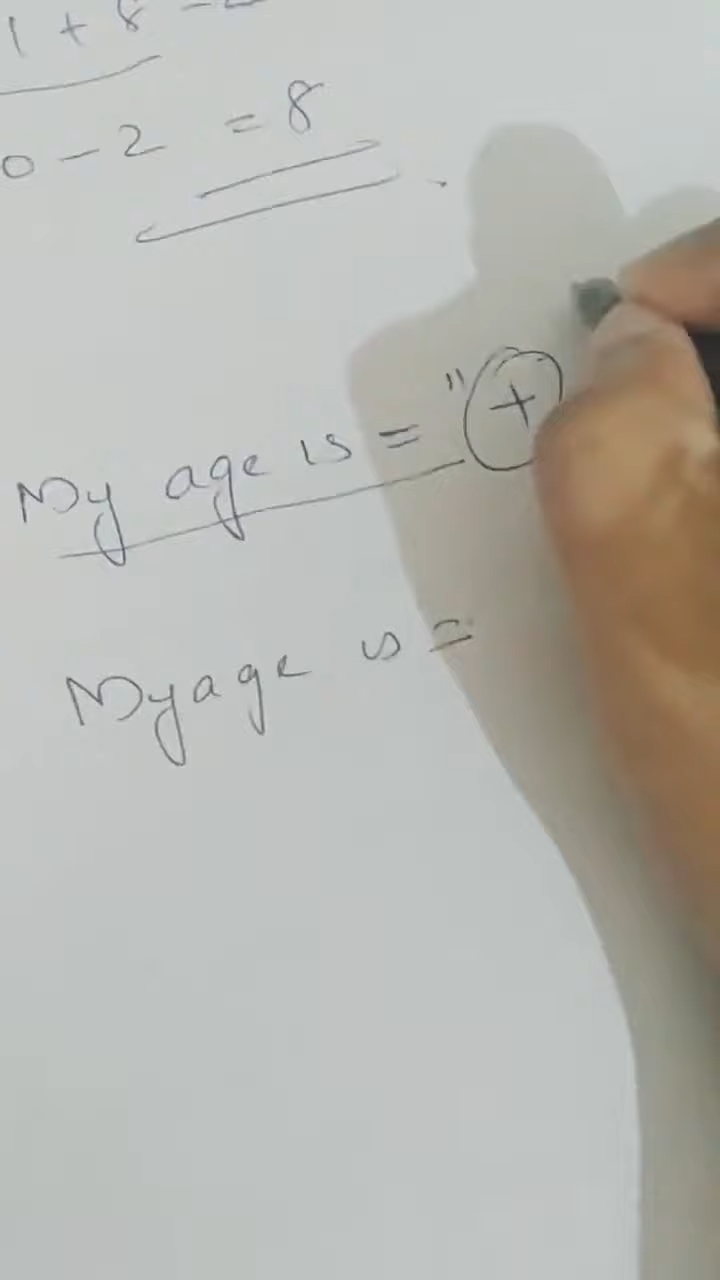 1 + 8 -
0 - 2 = 8
My age is = "+
My age is =